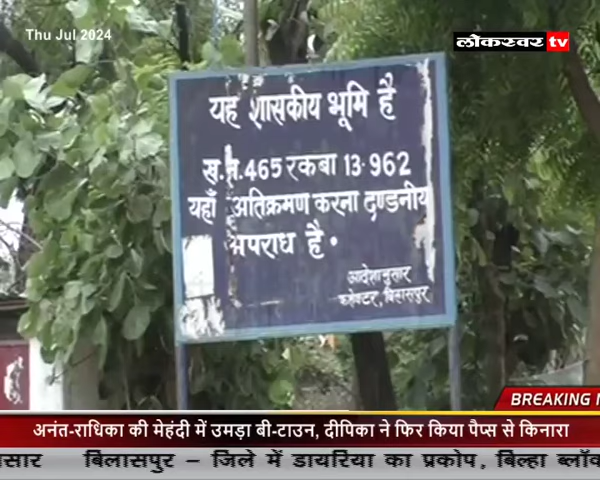 Thu Jul 2024
लोकस्वर tv
यह शासकीय भूमि है
ख.न.465 रकबा 13.962
यहाँ अतिक्रमण करना दण्डनीय
अपराध है.
आदेशानुसार
कलेक्टर, बिलासपुर
BREAKING
अनंत-राधिका की मेहंदी में उमड़ा बी-टाउन, दीपिका ने फिर किया पैप्स से किनारा
बिलासपुर - जिले में डायरिया का प्रकोप, बिल्हा